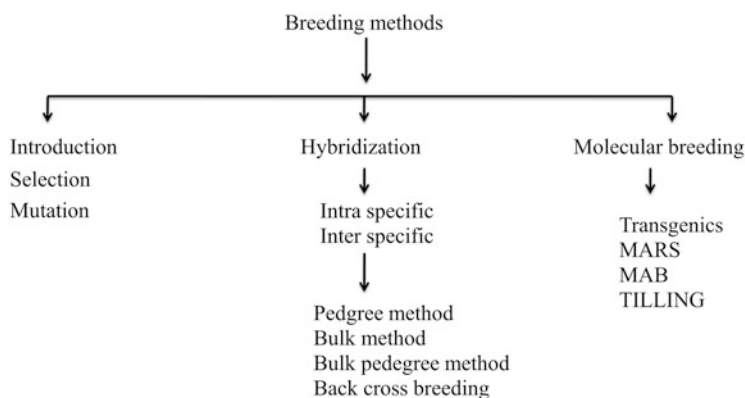 Breeding methods
Introduction
Selection
Mutation
Hybridization
Intra specific
Inter specific
Pedgree method
Bulk method
Bulk pedegree method
Back cross breeding
Molecular breeding
Transgenics
MARS
MAB
TILLING